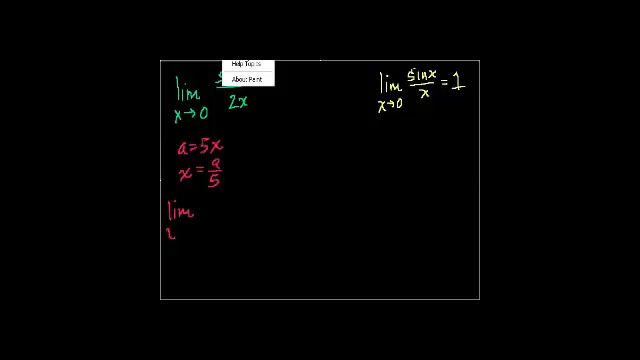 Help Topics
About Paint
lim
x→0 2x
lim sinx/x = 1
x→0
a=5x
x=a/5
lim